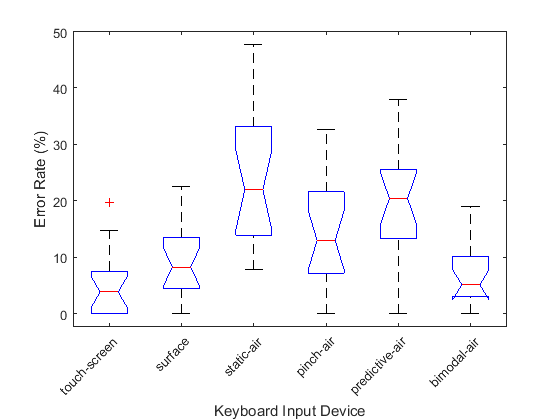 50
40
30
20
10
0
Error Rate (%)
touch-screen
surface
static-air
pinch-air
predictive-air
bimodal-air
Keyboard Input Device